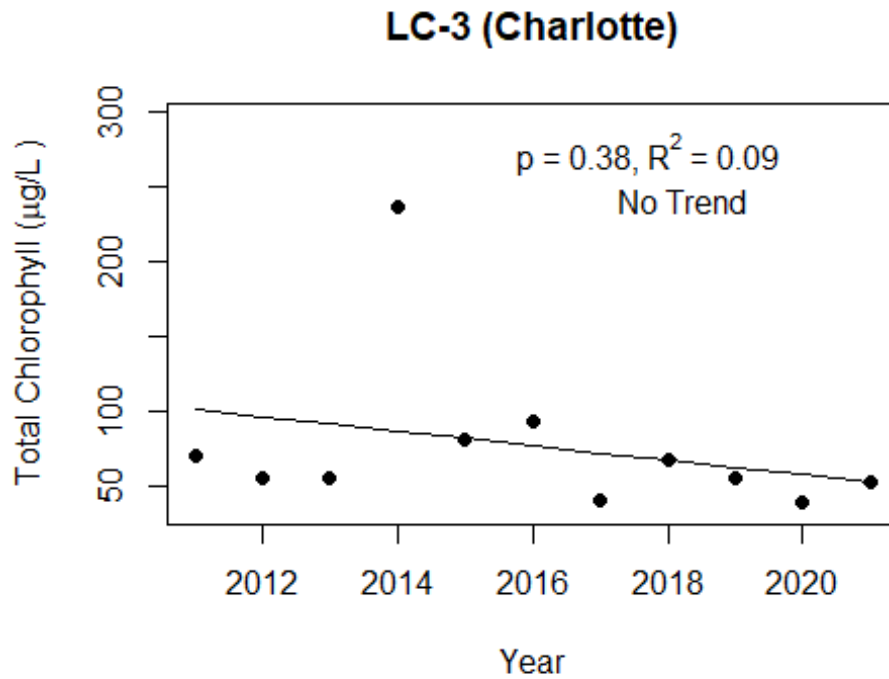 LC-3 (Charlotte)
p = 0.38, R² = 0.09
No Trend
Total Chlorophyll (µg/L )
300
200
100
50
2012 2014 2016 2018 2020
Year